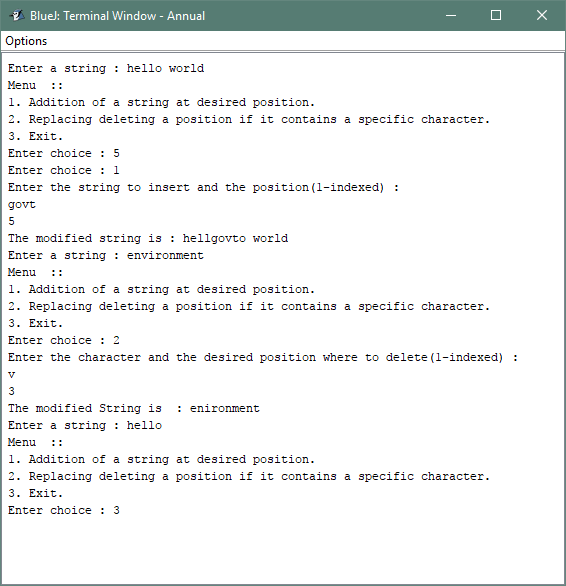 BlueJ: Terminal Window - Annual
Options
Enter a string : hello world
Menu  ::
1. Addition of a string at desired position.
2. Replacing deleting a position if it contains a specific character.
3. Exit.
Enter choice : 5
Enter choice : 1
Enter the string to insert and the position(1-indexed) :
govt
5
The modified string is : hellgovto world
Enter a string : environment
Menu  ::
1. Addition of a string at desired position.
2. Replacing deleting a position if it contains a specific character.
3. Exit.
Enter choice : 2
Enter the character and the desired position where to delete(1-indexed) :
v
3
The modified String is  : enironment
Enter a string : hello
Menu  ::
1. Addition of a string at desired position.
2. Replacing deleting a position if it contains a specific character.
3. Exit.
Enter choice : 3